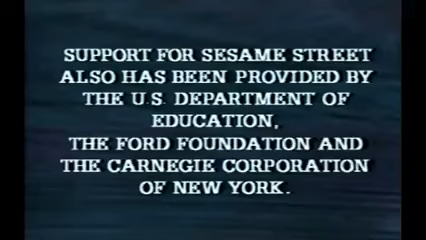 SUPPORT FOR SESAME STREET
ALSO HAS BEEN PROVIDED BY
THE U.S. DEPARTMENT OF
EDUCATION,
THE FORD FOUNDATION AND
THE CARNEGIE CORPORATION
OF NEW YORK.